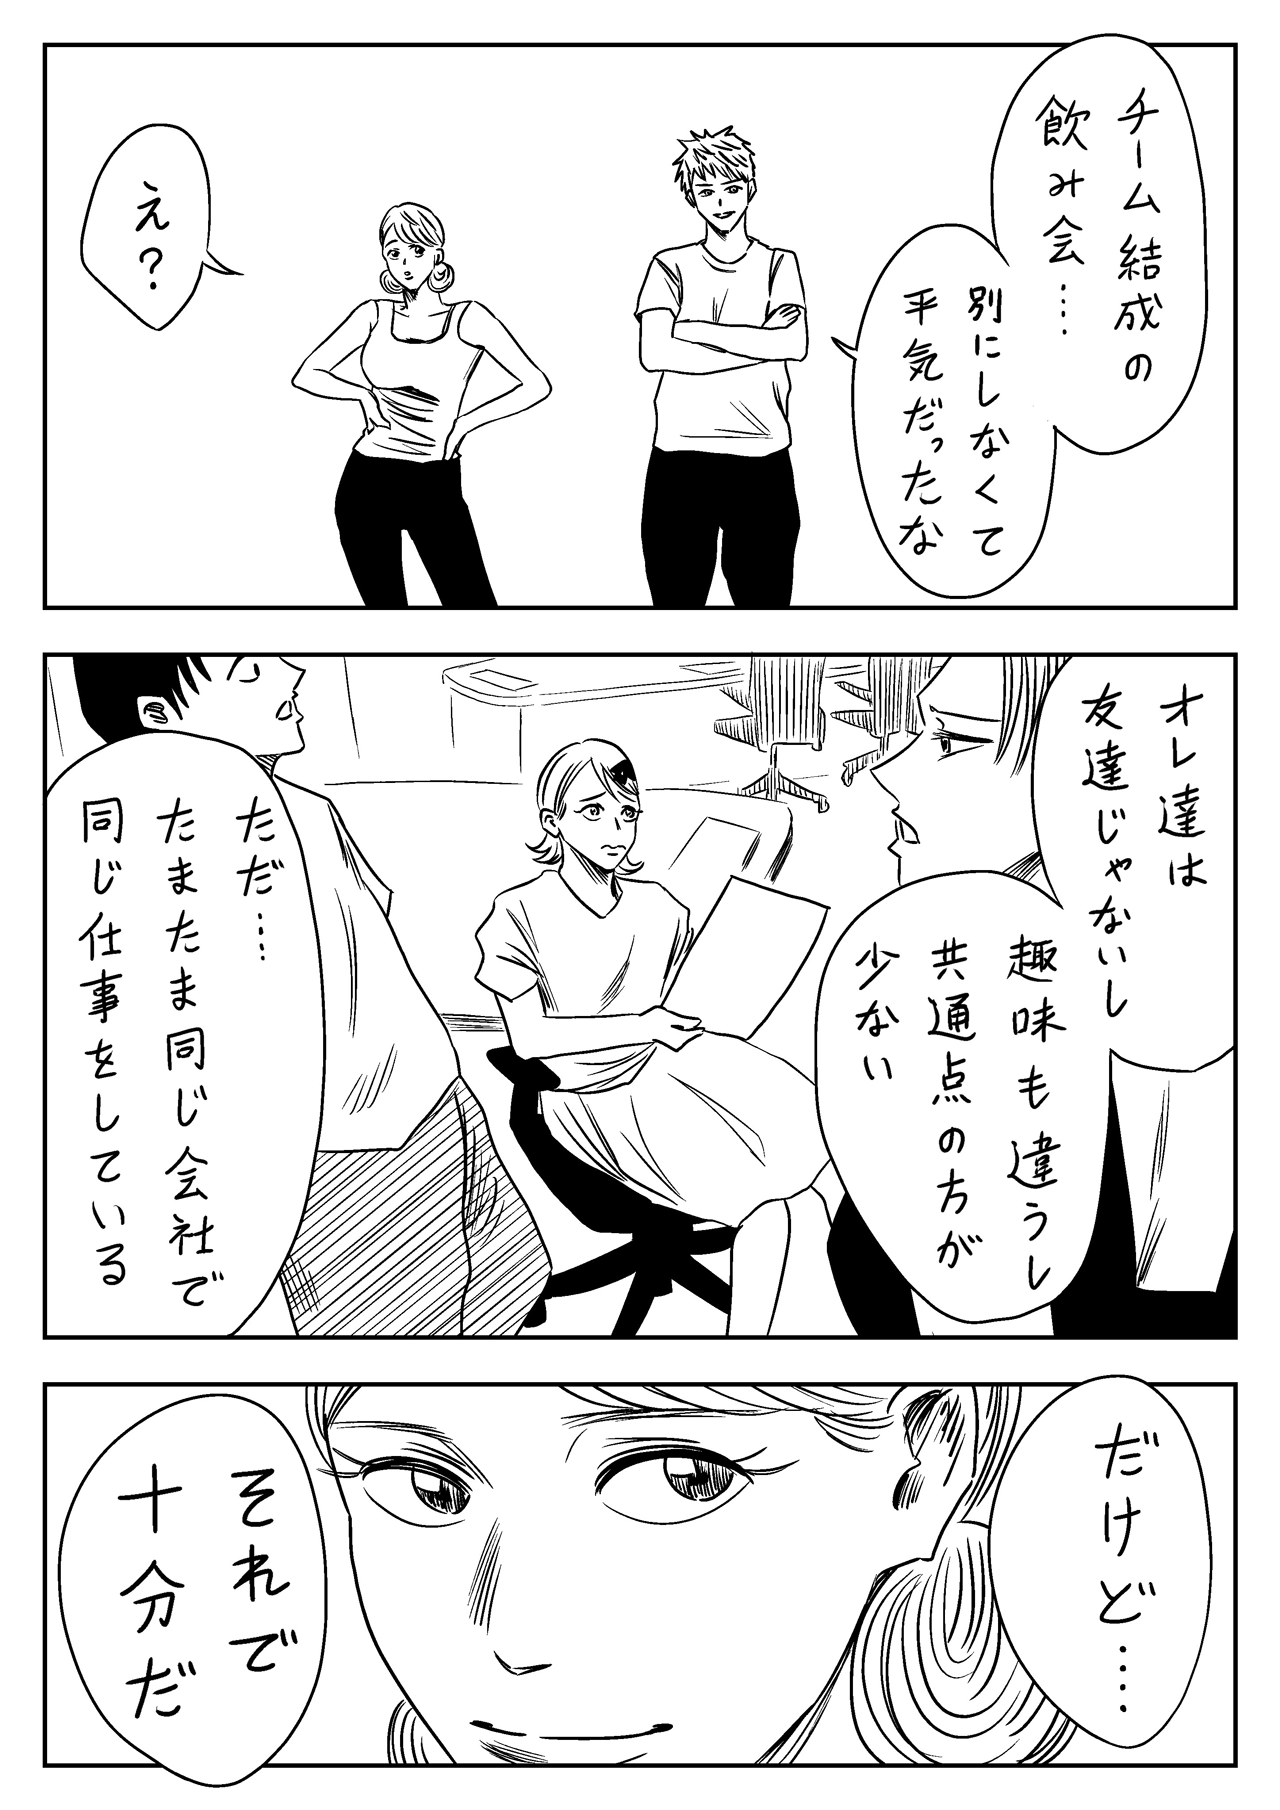 チーム結成の
飲み会…
別にしなくて
平気だったな
え?
オレ達は
友達じゃないし
趣味も違うし
共通点の方が
少ない
ただ…
たまたま同じ会社で
同じ仕事をしている
だけど…
それで
十分だ